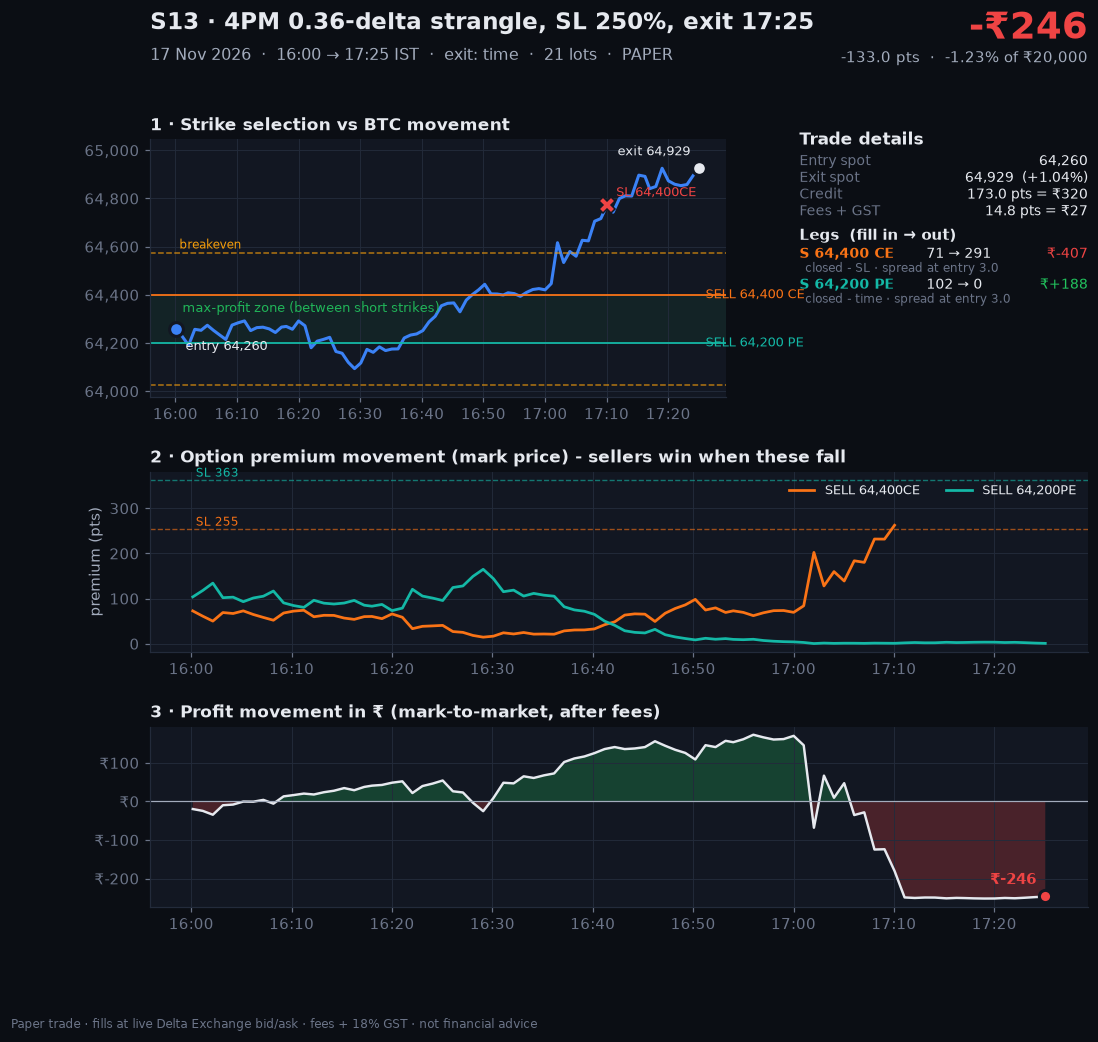 S13 · 4PM 0.36-delta strangle, SL 250%, exit 17:25
-₹246
17 Nov 2026 · 16:00 → 17:25 IST · exit: time · 21 lots · PAPER
-133.0 pts · -1.23% of ₹20,000
1 · Strike selection vs BTC movement
65,000
64,800
64,600
64,400
64,200
64,000
exit 64,929
SL 64,400CE
breakeven
SELL 64,400 CE
max-profit zone (between short strikes)
entry 64,260
SELL 64,200 PE
16:00 16:10 16:20 16:30 16:40 16:50 17:00 17:10 17:20
Trade details
Entry spot 64,260
Exit spot 64,929 (+1.04%)
Credit 173.0 pts = ₹320
Fees + GST 14.8 pts = ₹27
Legs (fill in → out)
S 64,400 CE 71 → 291 ₹-407
closed - SL · spread at entry 3.0
S 64,200 PE 102 → 0 ₹+188
closed - time · spread at entry 3.0
2 · Option premium movement (mark price) - sellers win when these fall
SL 363
SELL 64,400CE SELL 64,200PE
SL 255
premium (pts)
300
200
100
0
16:00 16:10 16:20 16:30 16:40 16:50 17:00 17:10 17:20
3 · Profit movement in ₹ (mark-to-market, after fees)
₹100
₹0
₹-100
₹-200
₹-246
16:00 16:10 16:20 16:30 16:40 16:50 17:00 17:10 17:20
Paper trade · fills at live Delta Exchange bid/ask · fees + 18% GST · not financial advice